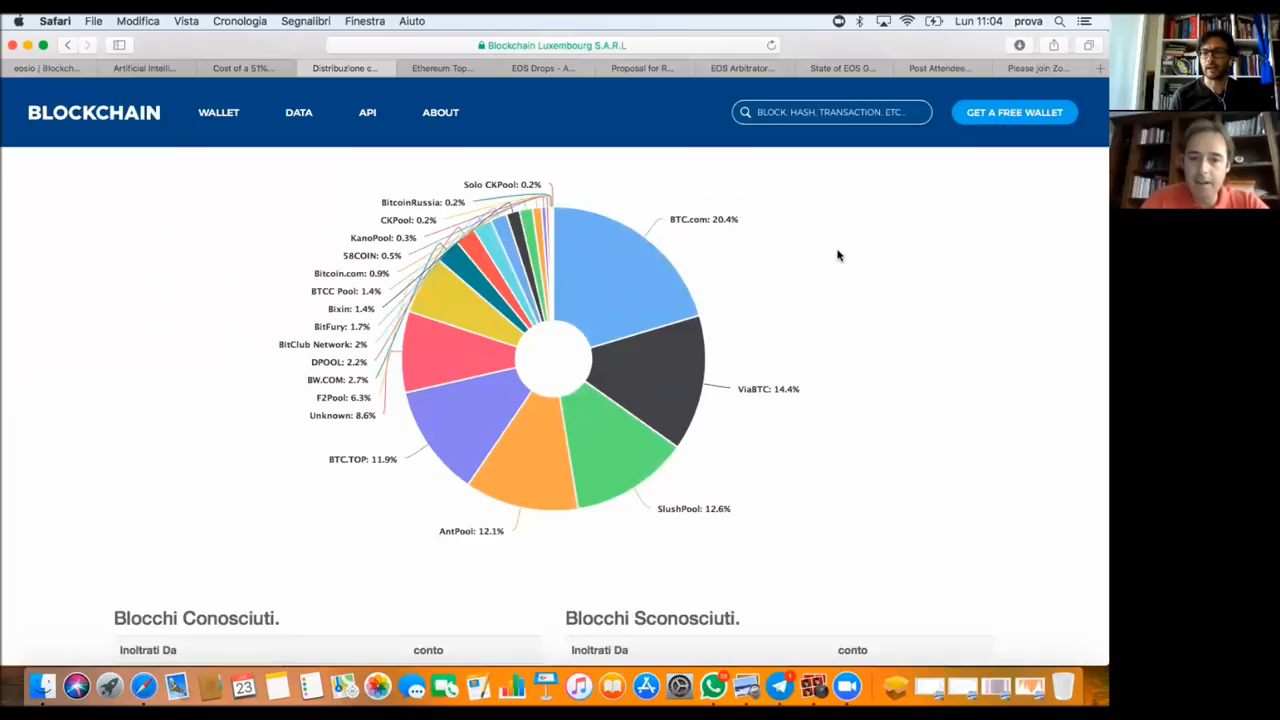 Safari File Modifica Vista Cronologia Segnalibri Finestra Aiuto Lun 11:04 prova
Blockchain Luxembourg S.A.R.L
eosio | Blockch... Artificial Intelli... Cost of a 51%... Distribuzione c... Ethereum Top... EOS Drops - A... Proposal for R... EOS Arbitrator... State of EOS G... Post Attendee... Please join Zo...
BLOCKCHAIN WALLET DATA API ABOUT BLOCK, HASH, TRANSACTION, ETC... GET A FREE WALLET
Solo CKPool: 0.2%
BitcoinRussia: 0.2%
CKPool: 0.2%
BTC.com: 20.4%
KanoPool: 0.3%
58COIN: 0.5%
Bitcoin.com: 0.9%
BTCC Pool: 1.4%
Bixin: 1.4%
BitFury: 1.7%
BitClub Network: 2%
DPOOL: 2.2%
BW.COM: 2.7%
ViaBTC: 14.4%
F2Pool: 6.3%
Unknown: 8.6%
BTC.TOP: 11.9%
SlushPool: 12.6%
AntPool: 12.1%
Blocchi Conosciuti. Blocchi Sconosciuti.
Inoltrati Da conto Inoltrati Da conto
23